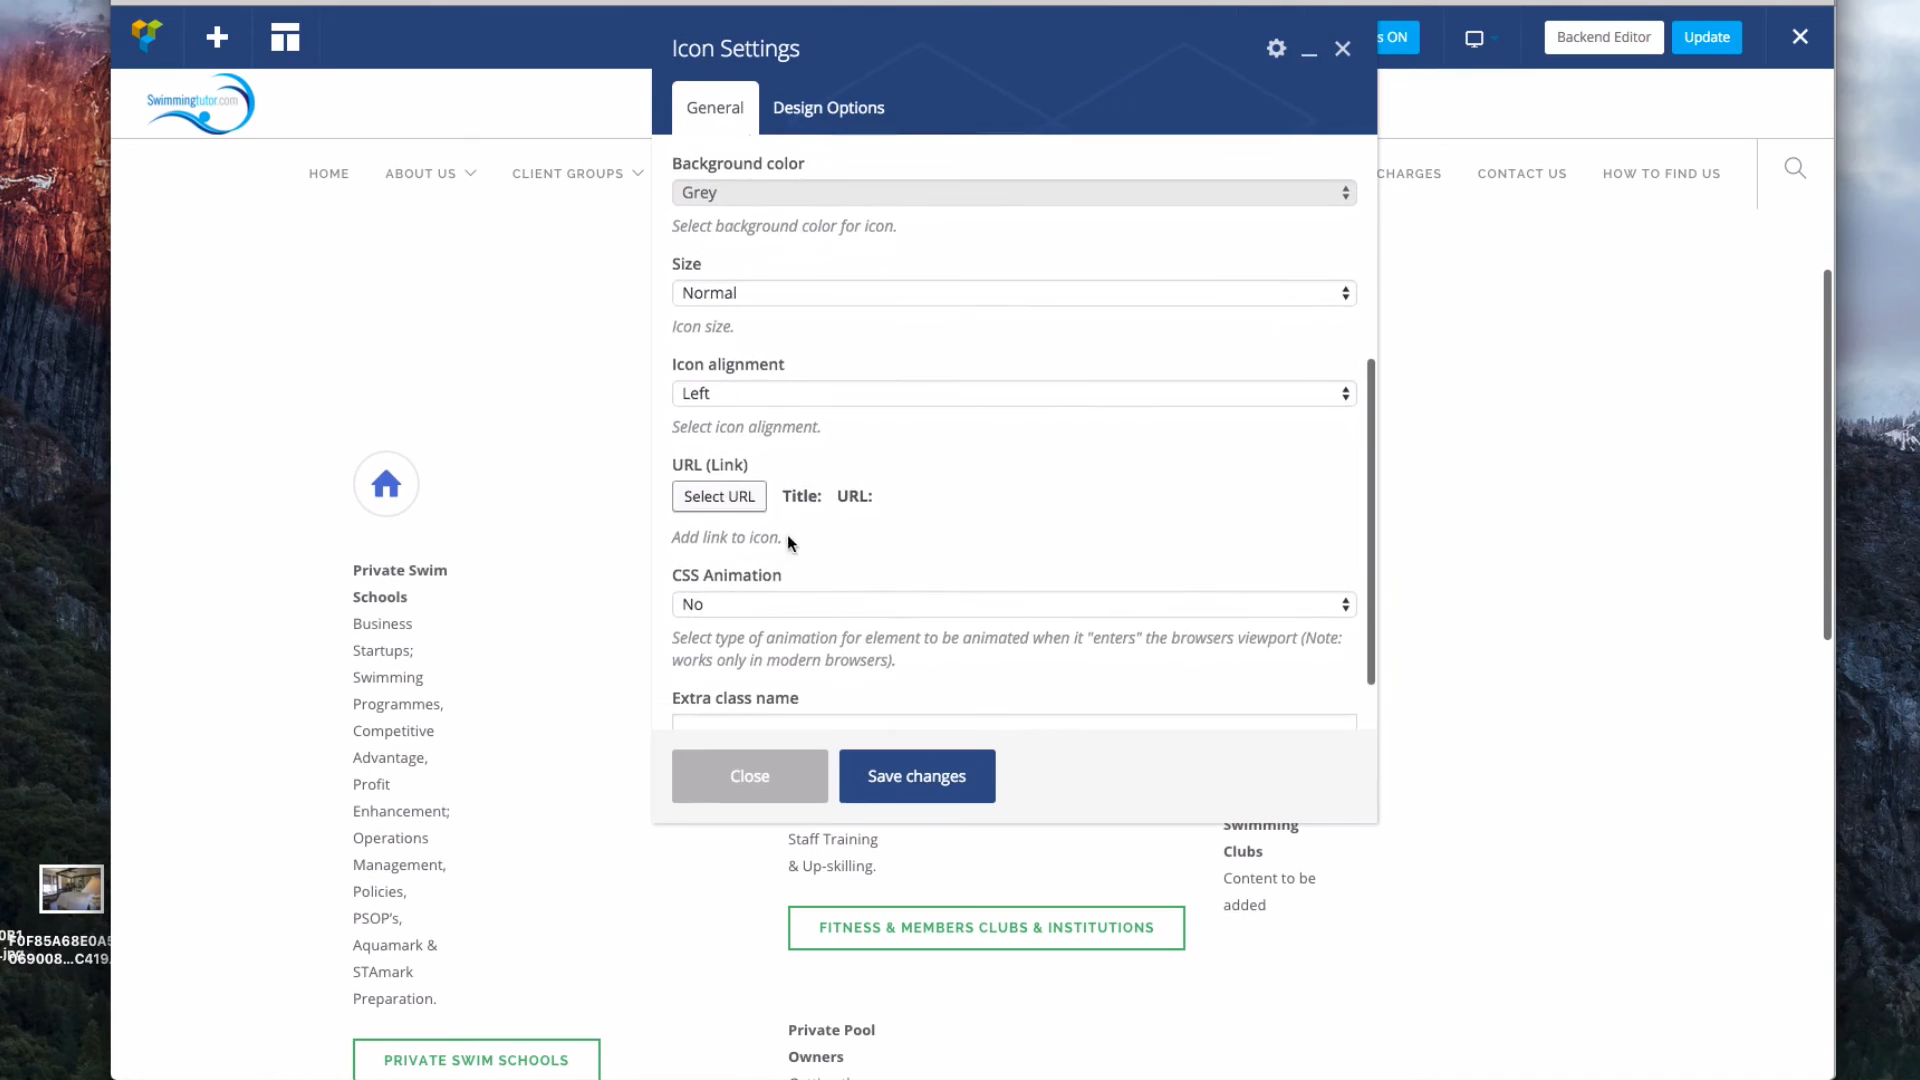 Icon Settings
s ON
Backend Editor
Update
Swimmingtutor.com
General
Design Options
HOME
ABOUT US
CLIENT GROUPS
CHARGES
CONTACT US
HOW TO FIND US
Background color
Grey
Select background color for icon.
Size
Normal
Icon size.
Icon alignment
Left
Select icon alignment.
URL (Link)
Select URL
Title: URL:
Add link to icon.
CSS Animation
No
Select type of animation for element to be animated when it "enters" the browsers viewport (Note:
works only in modern browsers).
Extra class name
Close
Save changes
Private Swim
Schools
Business
Startups;
Swimming
Programmes,
Competitive
Advantage,
Profit
Enhancement;
Operations
Management,
Policies,
PSOP's,
Aquamark &
STAmark
Preparation.
PRIVATE SWIM SCHOOLS
Staff Training
& Up-skilling.
FITNESS & MEMBERS CLUBS & INSTITUTIONS
Private Pool
Owners
Swimming
Clubs
Content to be
added